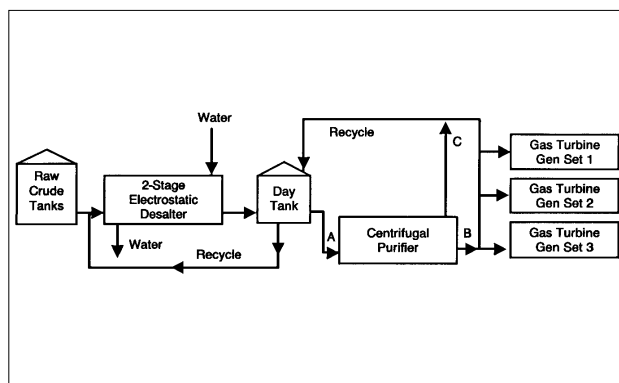 Water
Recycle
C
Gas Turbine
Gen Set 1
Raw
Crude
Tanks
2-Stage
Electrostatic
Desalter
Day
Tank
Gas Turbine
Gen Set 2
A
Centrifugal
Purifier
B
Gas Turbine
Gen Set 3
Water
Recycle